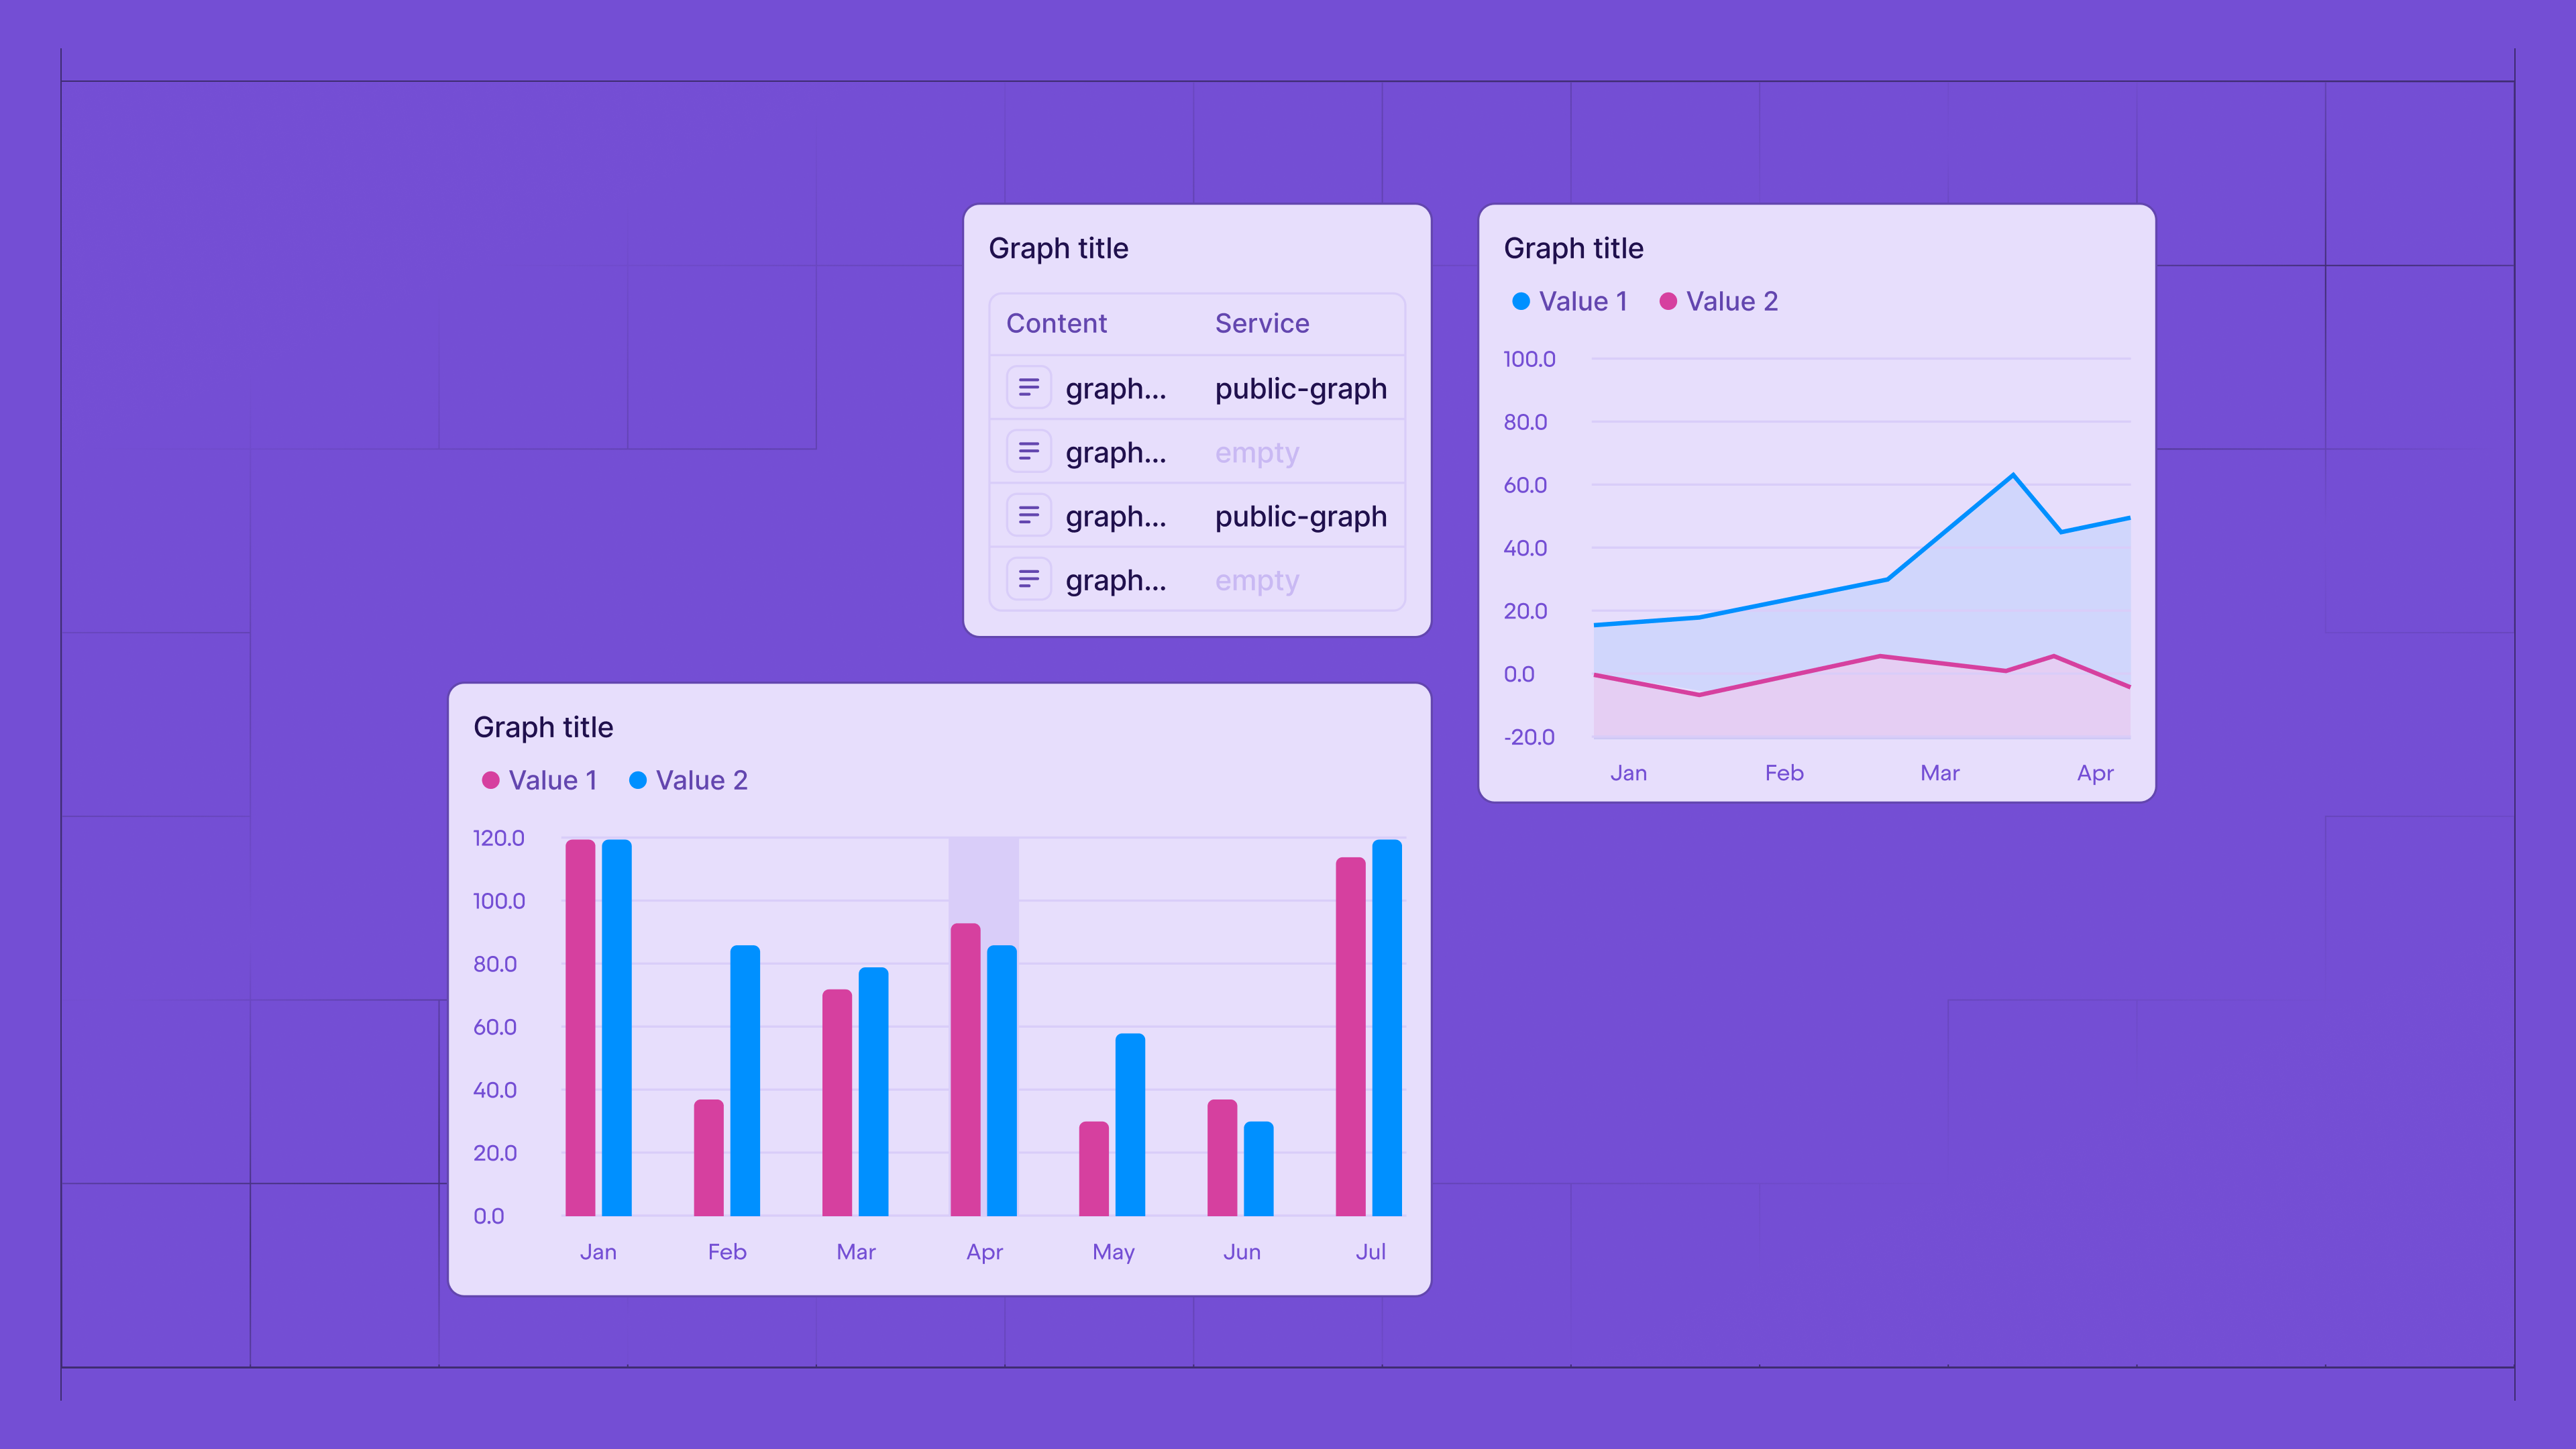 Graph title
Content Service
graph... public-graph
graph... empty
graph... public-graph
graph... empty
Graph title
Value 1 Value 2
100.0
80.0
60.0
40.0
20.0
0.0
-20.0
Jan Feb Mar Apr
Graph title
Value 1 Value 2
120.0
100.0
80.0
60.0
40.0
20.0
0.0
Jan Feb Mar Apr May Jun Jul